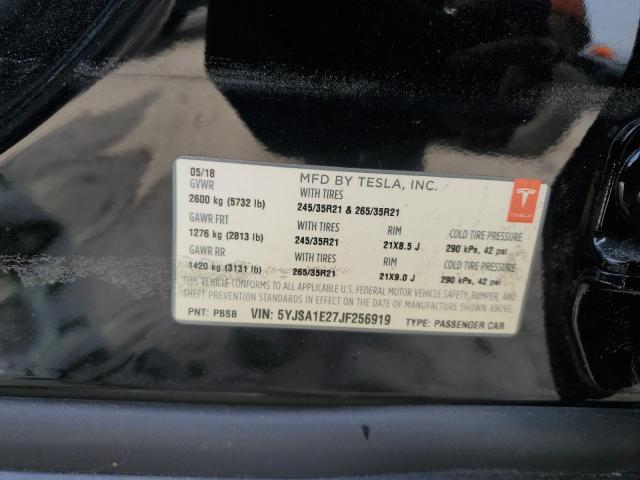 05/18 MFD BY TESLA, INC.
GVWR WITH TIRES
2600 kg (5732 lb) 245/35R21 & 265/35R21
GAWR FRT WITH TIRES RIM COLD TIRE PRESSURE
1276 kg (2813 lb) 245/35R21 21X8.5 J 290 kPa, 42 psi
GAWR RR WITH TIRES RIM COLD TIRE PRESSURE
1420 kg (3131 lb) 265/35R21 21X9.0 J 290 kPa, 42 psi
THIS VEHICLE CONFORMS TO ALL APPLICABLE U.S. FEDERAL MOTOR VEHICLE SAFETY, BUMPER, AND
THEFT PREVENTION STANDARDS IN EFFECT ON THE DATE OF MANUFACTURE SHOWN ABOVE.
PNT: PBSB VIN: 5YJSA1E27JF256919 TYPE: PASSENGER CAR
TESLA